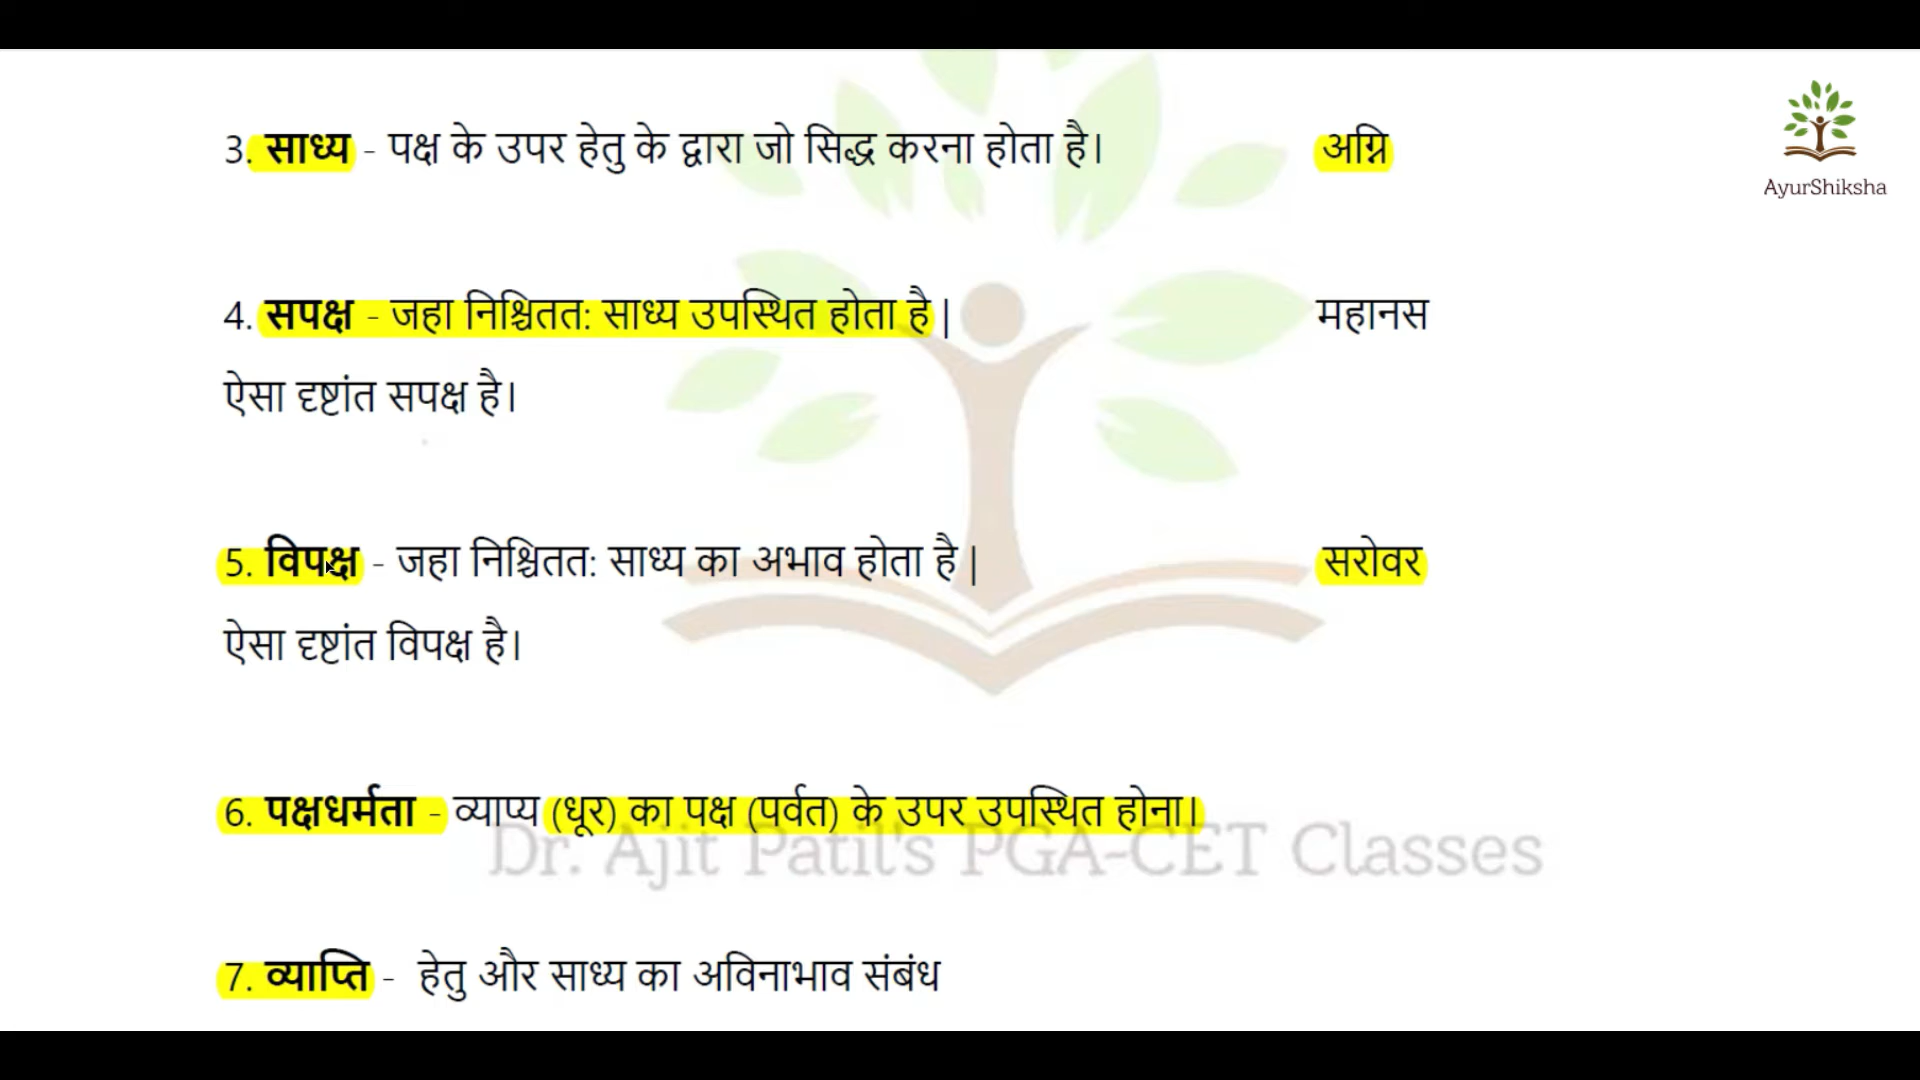 3. साध्य - पक्ष के उपर हेतु के द्वारा जो सिद्ध करना होता है। अग्नि
AyurShiksha
4. सपक्ष - जहा निश्चितत: साध्य उपस्थित होता है | महानस
ऐसा दृष्टांत सपक्ष है।
5. विपक्ष - जहा निश्चितत: साध्य का अभाव होता है | सरोवर
ऐसा दृष्टांत विपक्ष है।
6. पक्षधर्मता - व्याप्य (धूर) का पक्ष (पर्वत) के उपर उपस्थित होना।
Dr. Ajit Patil's PGA-CET Classes
7. व्याप्ति - हेतु और साध्य का अविनाभाव संबंध